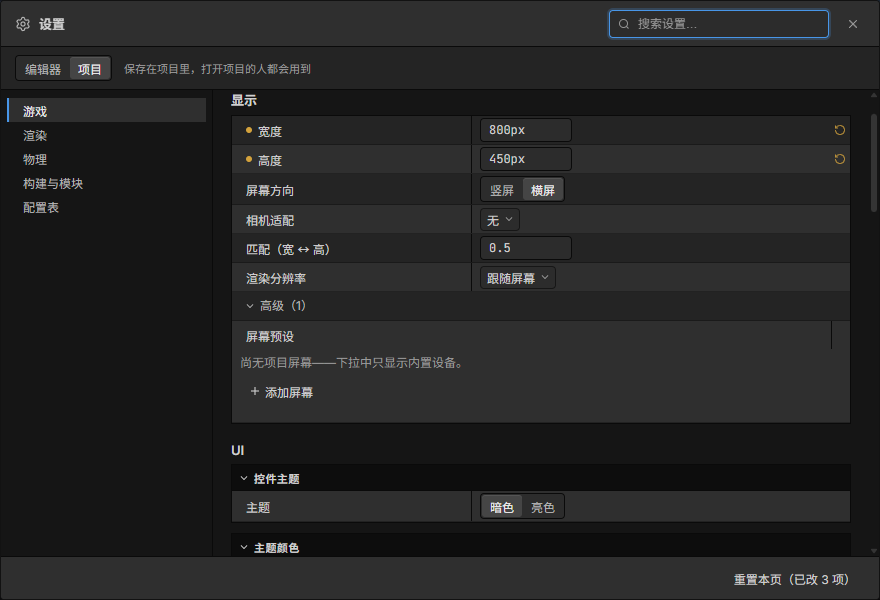 设置
搜索设置...
编辑器 项目 保存在项目里，打开项目的人都会用到
游戏
渲染
物理
构建与模块
配置表
显示
宽度 800px
高度 450px
屏幕方向 竖屏 横屏
相机适配 无
匹配（宽 ↔ 高） 0.5
渲染分辨率 跟随屏幕
高级（1）
屏幕预设
尚无项目屏幕——下拉中只显示内置设备。
+ 添加屏幕
UI
控件主题
主题 暗色 亮色
主题颜色
重置本页（已改 3 项）